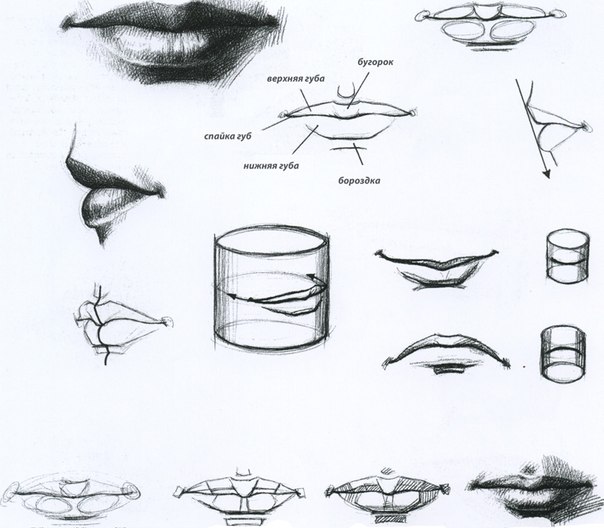 бугорок
верхняя губа
спайка губ
нижняя губа
бороздка